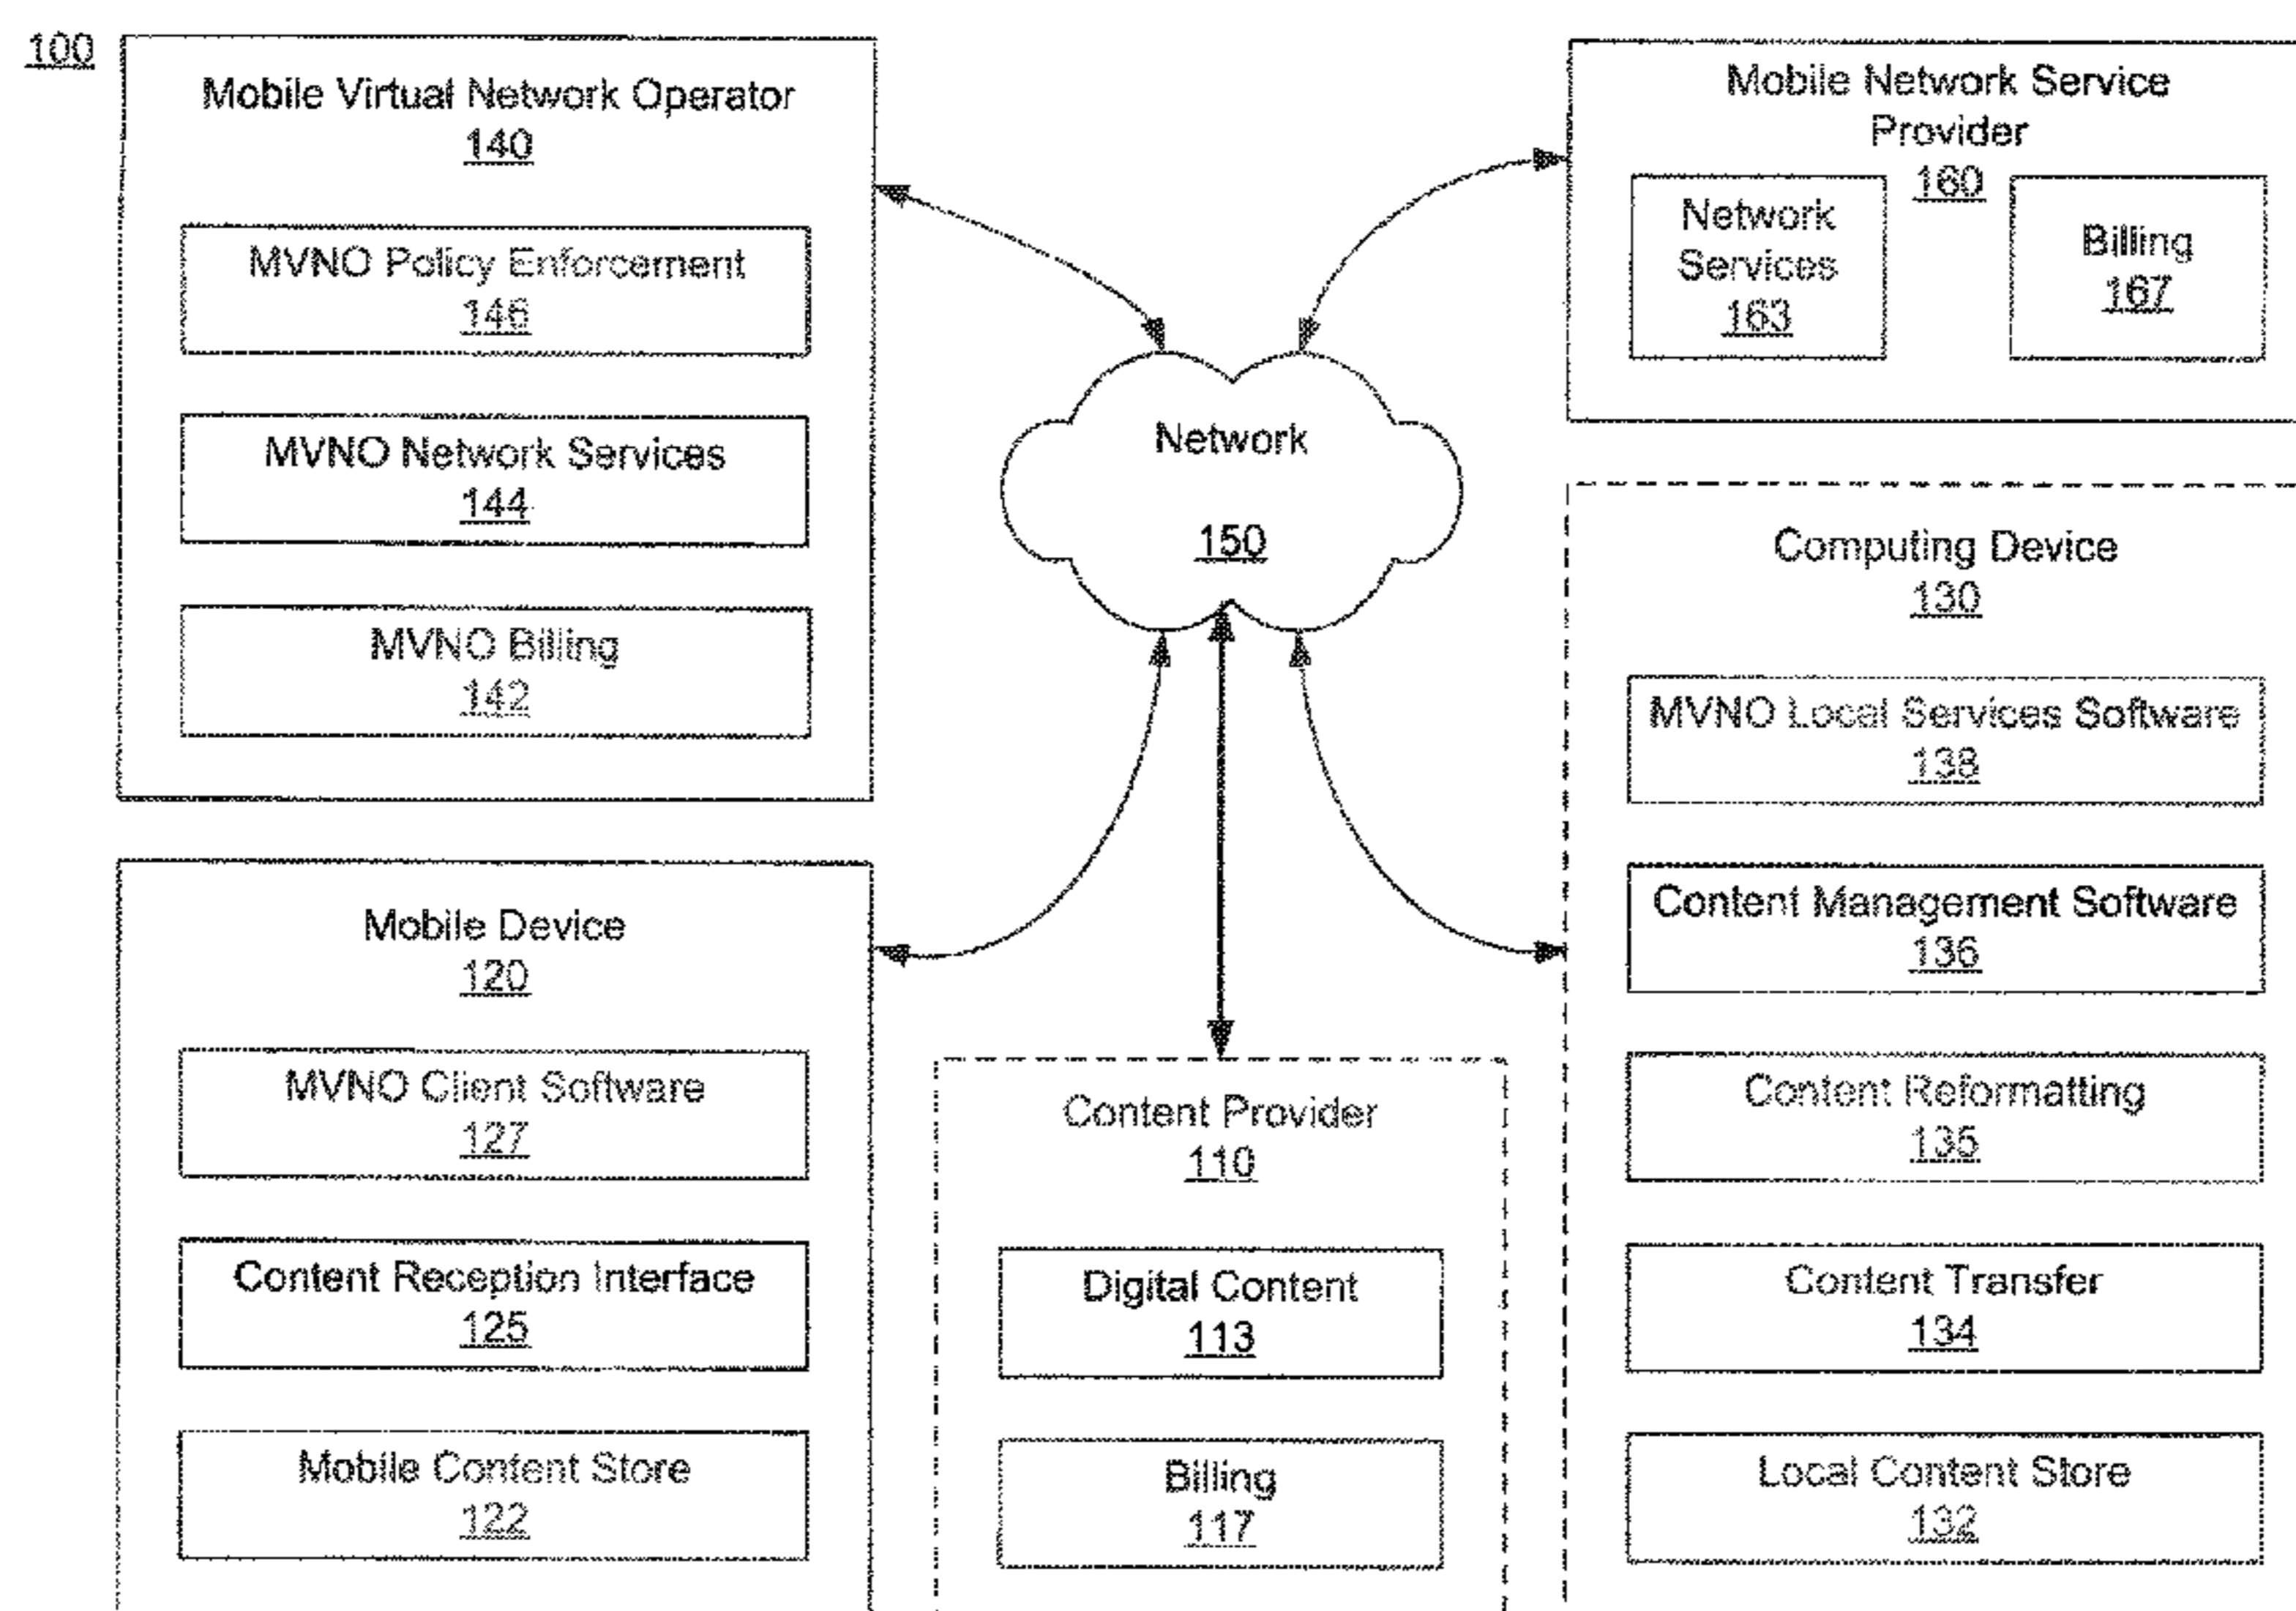 100
Mobile Virtual Network Operator
140
MVNO Policy Enforcement
146
MVNO Network Services
144
MVNO Billing
142
Mobile Network Service
Provider
160
Network
Services
163
Billing
167
Network
150
Computing Device
130
MVNO Local Services Software
138
Content Management Software
136
Content Reformatting
135
Content Transfer
134
Local Content Store
132
Mobile Device
120
MVNO Client Software
127
Content Reception Interface
125
Mobile Content Store
122
Content Provider
110
Digital Content
113
Billing
117